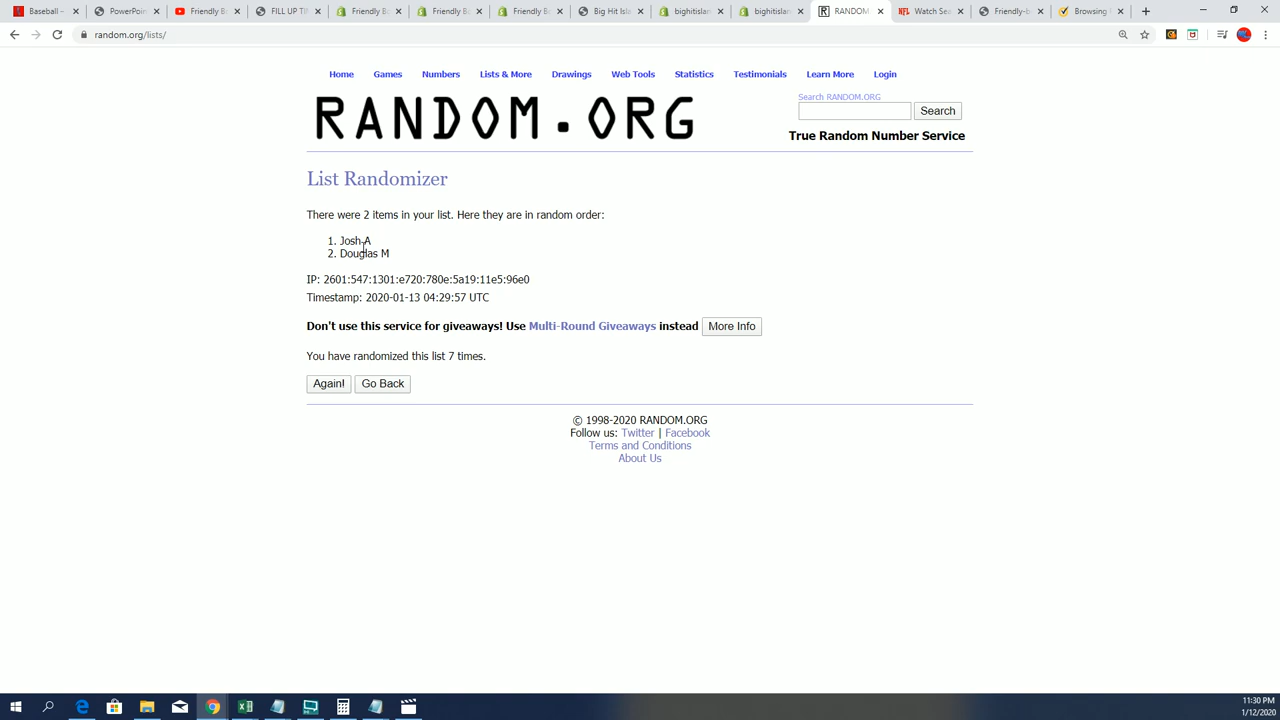 Baseball –
PowerPoin
Friendly B
FILL UP TI
Friendly Bo
Friendly Bo
Friendly Bo
Big Hit Isla
bighitislan
bighitislan
RANDOM
Watch Sea
Friendly-b
Browsing
random.org/lists/
Home Games Numbers Lists & More Drawings Web Tools Statistics Testimonials Learn More Login
RANDOM.ORG
Search RANDOM.ORG
Search
True Random Number Service
List Randomizer
There were 2 items in your list. Here they are in random order:
1. Josh A
2. Douglas M
IP: 2601:547:1301:e720:780e:5a19:11e5:96e0
Timestamp: 2020-01-13 04:29:57 UTC
Don't use this service for giveaways! Use Multi-Round Giveaways instead More Info
You have randomized this list 7 times.
Again! Go Back
© 1998-2020 RANDOM.ORG
Follow us: Twitter | Facebook
Terms and Conditions
About Us
11:30 PM
1/12/2020